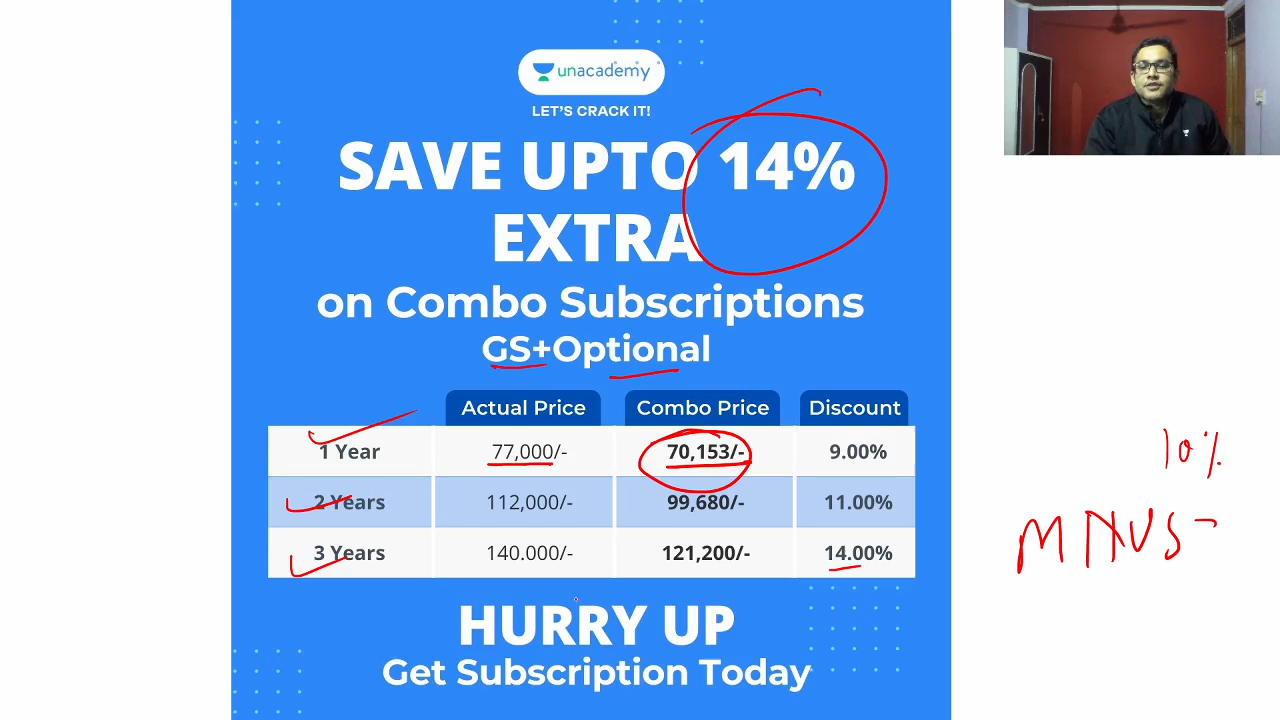 unacademy
LET'S CRACK IT!
SAVE UPTO 14%
EXTRA
on Combo Subscriptions
GS+Optional
Actual Price Combo Price Discount
1 Year 77,000/- 70,153/- 9.00%
2 Years 112,000/- 99,680/- 11.00%
3 Years 140.000/- 121,200/- 14.00%
10%
HURRY UP
Get Subscription Today